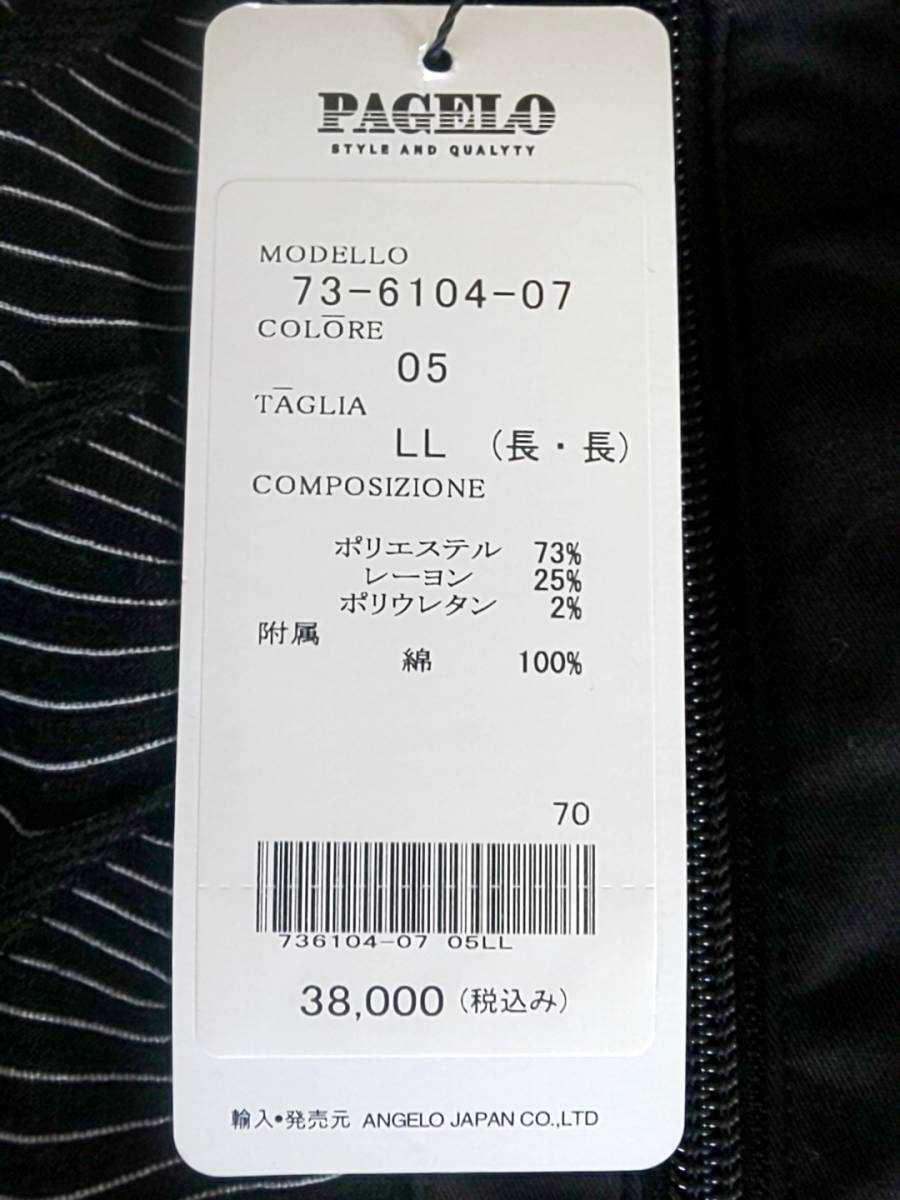 PAGELO
STYLE AND QUALYTY
MODELLO
73-6104-07
COLORE
05
TAGLIA
LL (長・長)
COMPOSIZIONE
ポリエステル 73%
レーヨン 25%
ポリウレタン 2%
附属
綿 100%
70
736104-07 05LL
38,000 (税込み)
輸入•発売元 ANGELO JAPAN CO.,LTD